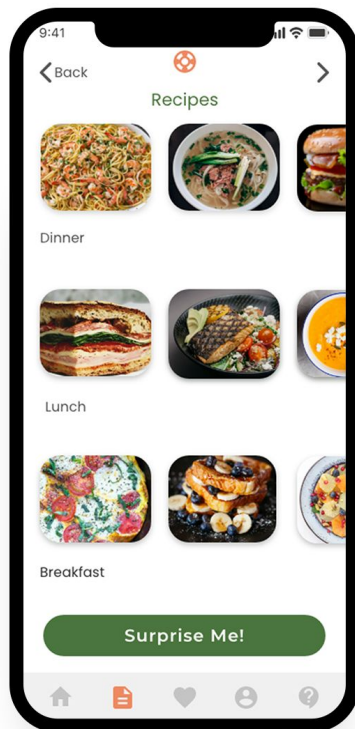 9:41
Back
Recipes
Dinner
Lunch
Breakfast
Surprise Me!